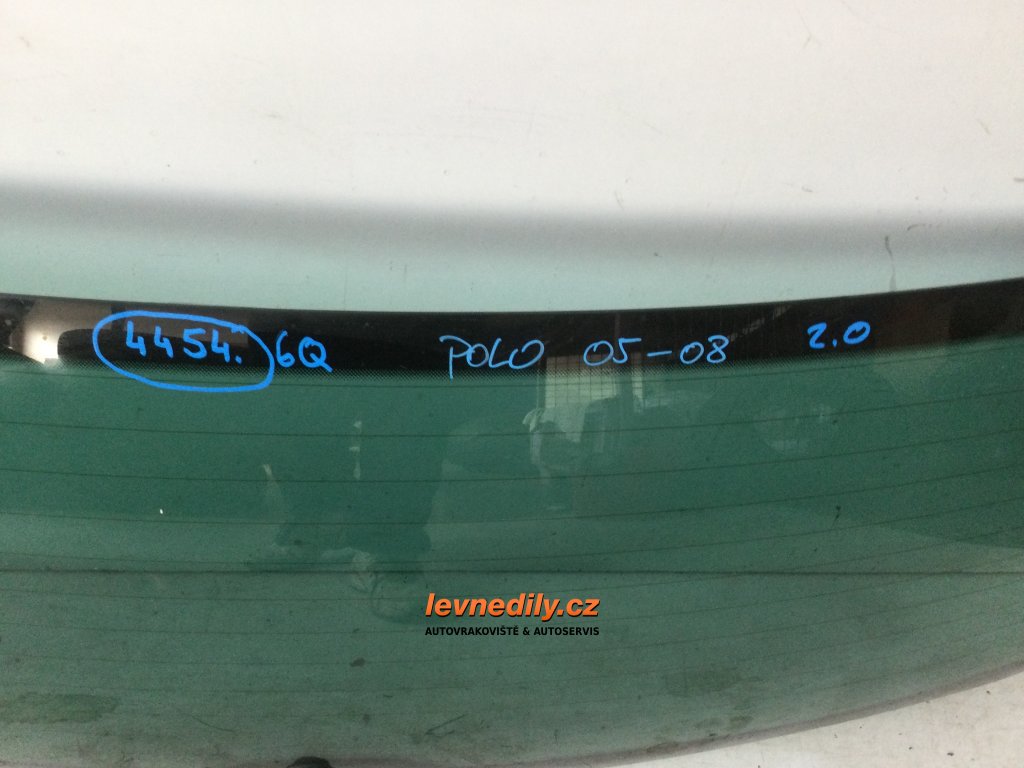 4454. 6Q POLO 05-08 2.0
levnedily.cz
AUTOVRAKOVIŠTĚ & AUTOSERVIS